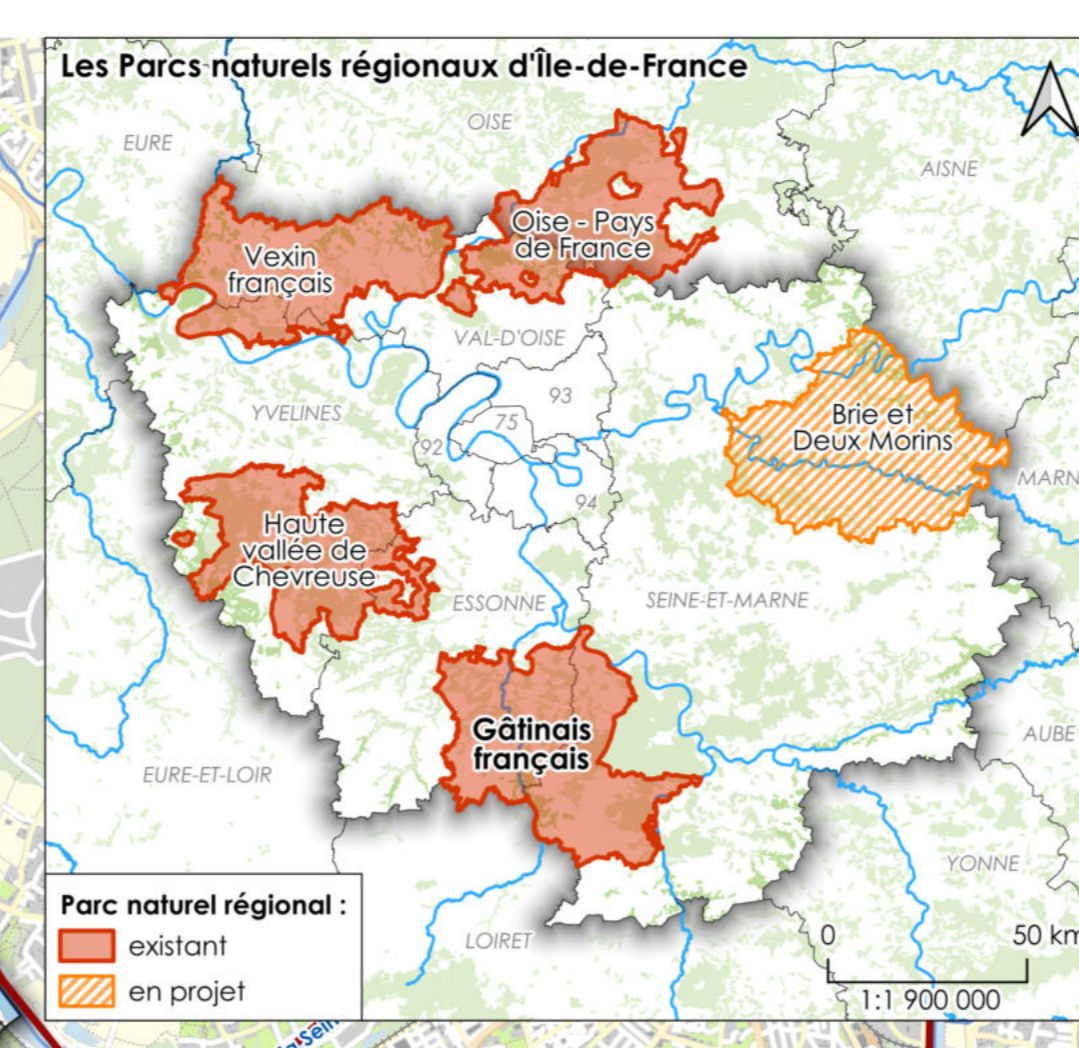 Les Parcs naturels régionaux d'Île-de-France
EURE
OISE
AISNE
Oise - Pays
de France
Vexin
français
VAL-D'OISE
YVELINES
93
75
92
94
Brie et
Deux Morins
MARN
Haute
vallée de
Chevreuse
ESSONNE
SEINE-ET-MARNE
Gâtinais
français
AUBE
EURE-ET-LOIR
YONNE
LOIRET
Parc naturel régional :
existant
en projet
0 50 km
1:1 900 000
la Sein